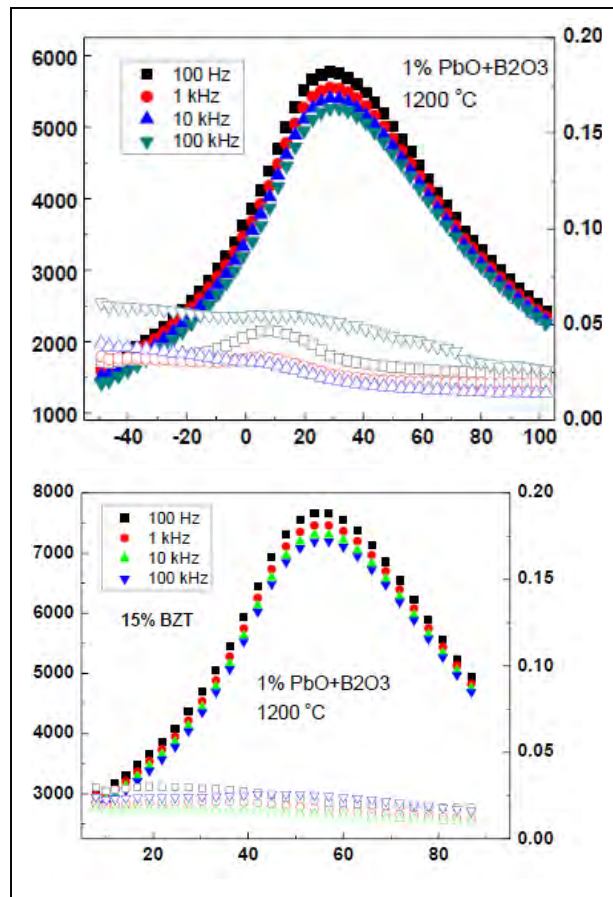 6000
5000
4000
3000
2000
1000
0.20
0.15
0.10
0.05
0.00
100 Hz
1 kHz
10 kHz
100 kHz
1% PbO+B2O3
1200 °C
-40 -20 0 20 40 60 80 100
8000
7000
6000
5000
4000
3000
0.20
0.15
0.10
0.05
0.00
100 Hz
1 kHz
10 kHz
100 kHz
15% BZT
1% PbO+B2O3
1200 °C
20 40 60 80